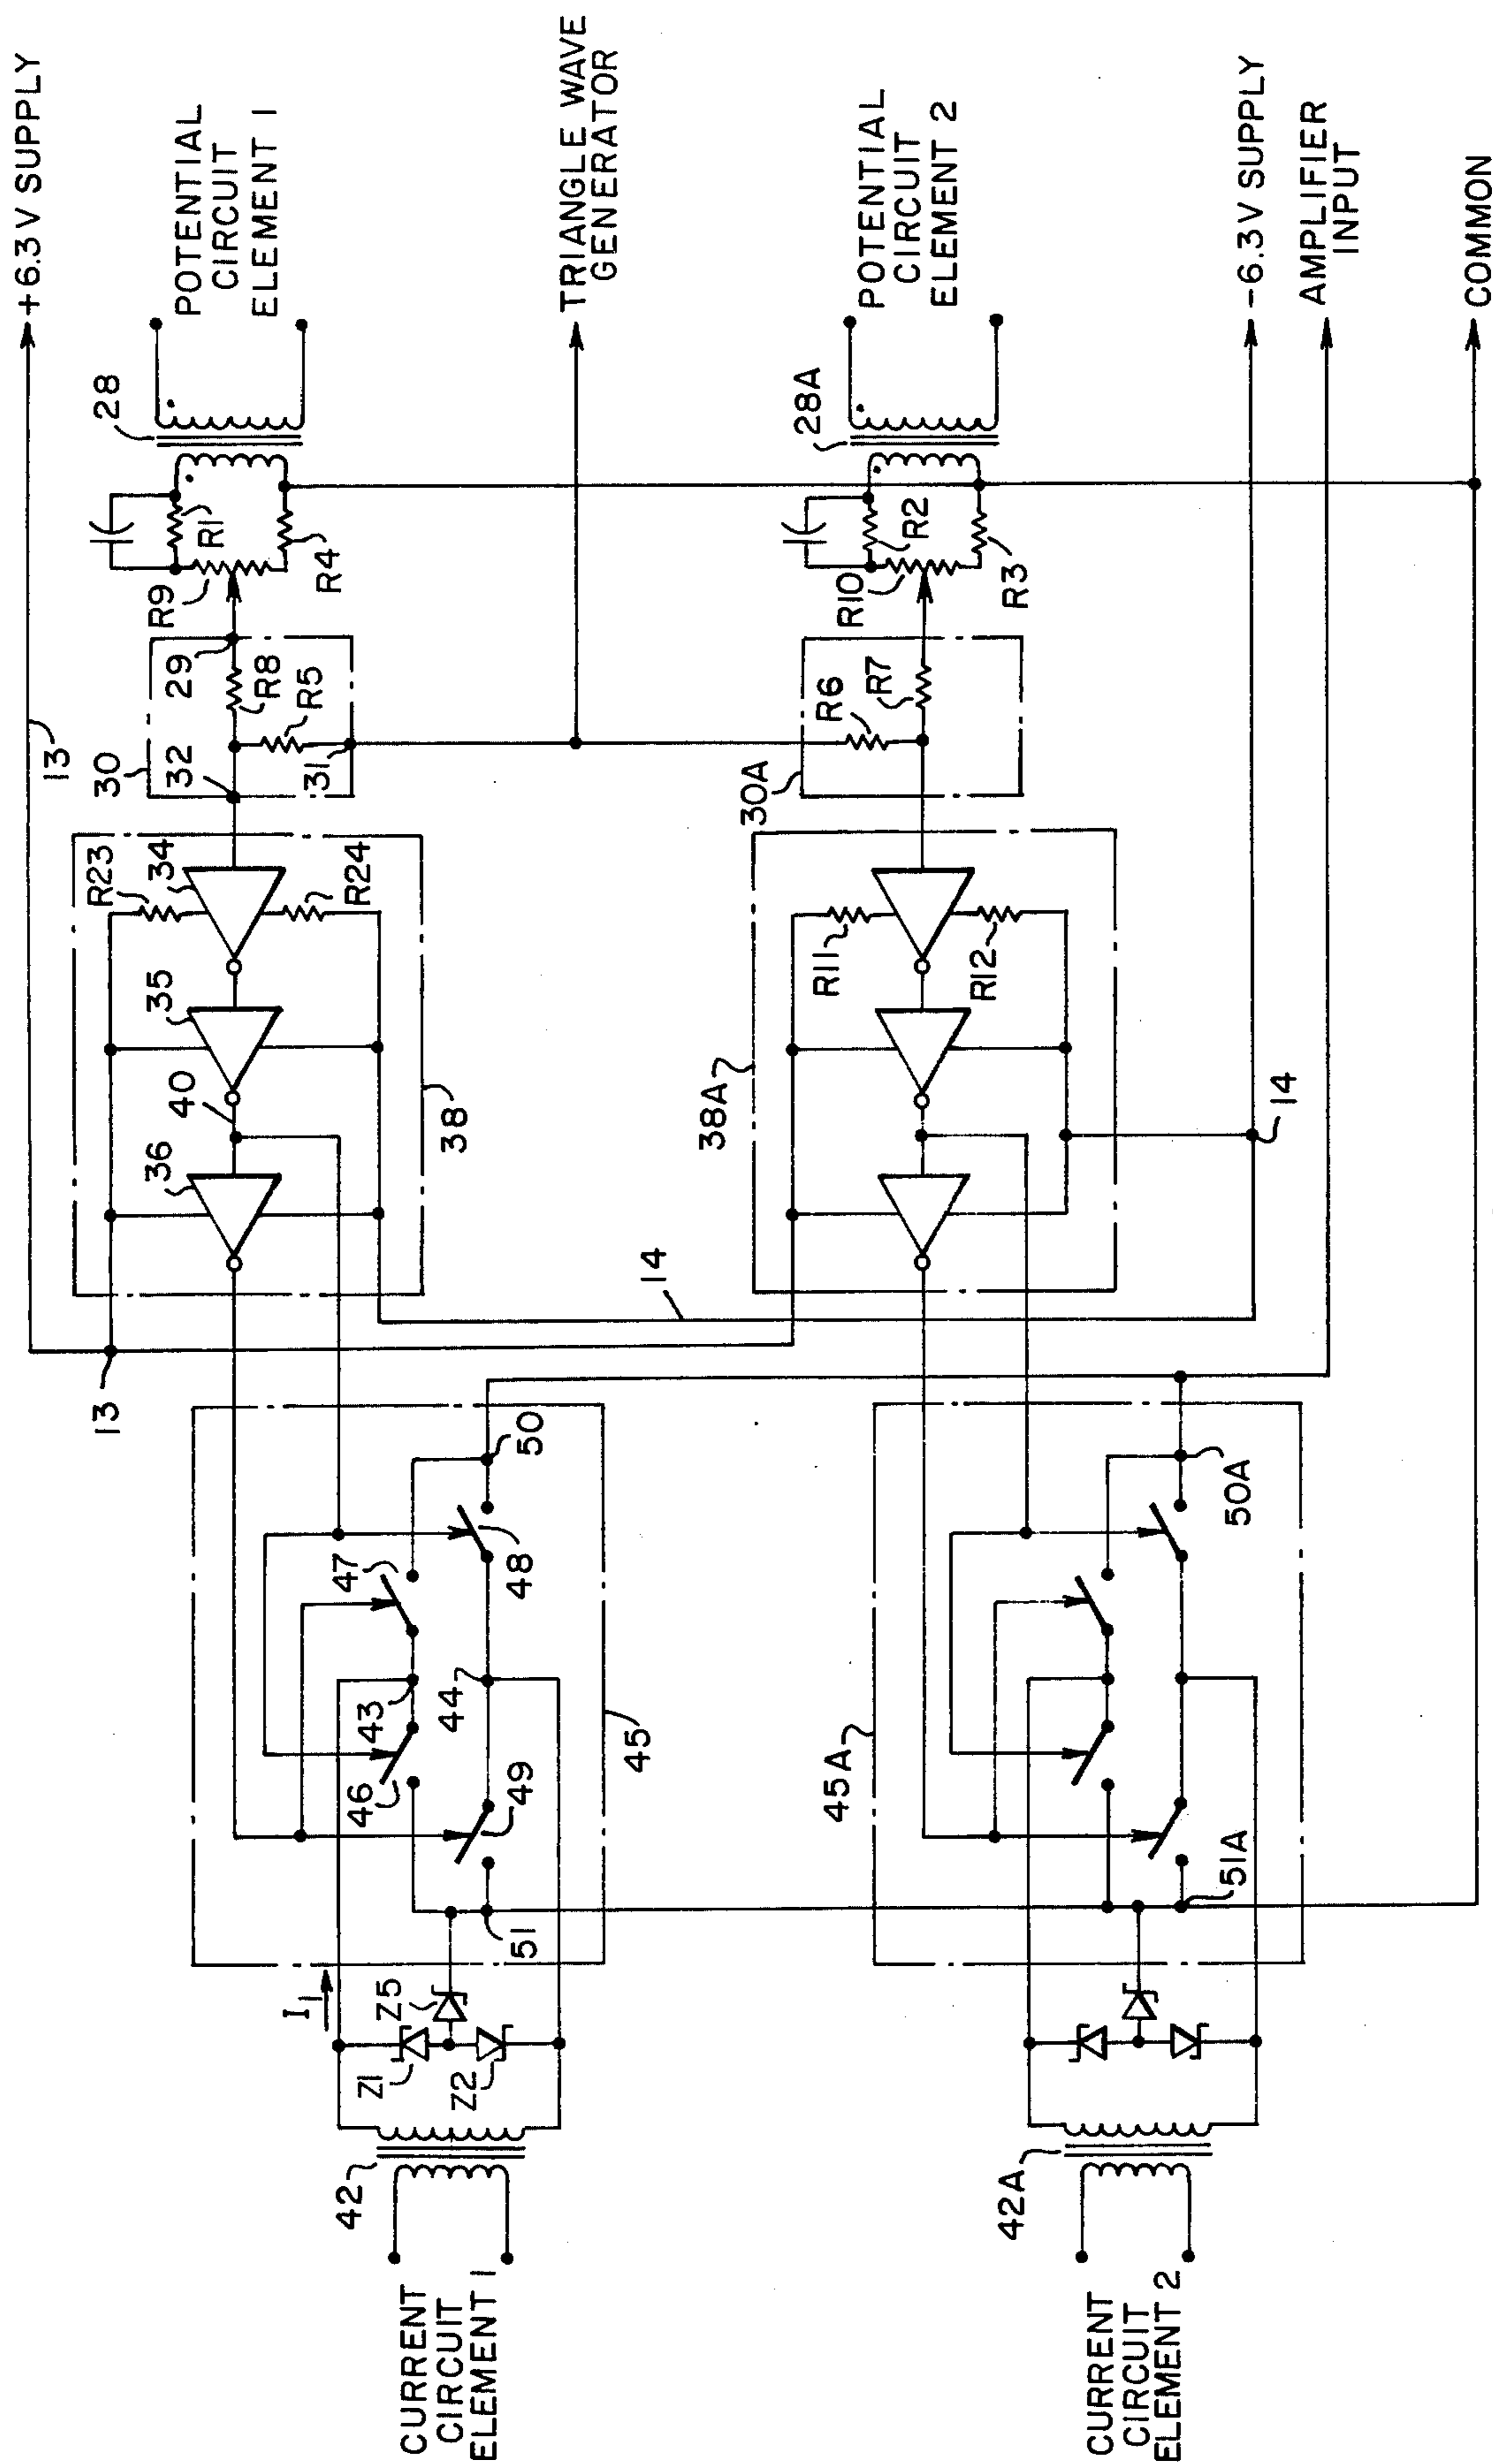 +6.3 V SUPPLY
POTENTIAL
CIRCUIT
ELEMENT 1
28
R1
R9
R4
13
TRIANGLE WAVE
GENERATOR
30
29
R8
R5
32
31
R23
34
R24
35
40
36
38
POTENTIAL
CIRCUIT
ELEMENT 2
28A
R2
R10
R3
R6
R7
30A
R11
R12
38A
14
14
-6.3 V SUPPLY
AMPLIFIER
INPUT
COMMON
13
50
47
48
43
44
46
49
45
51
I1
Z5
Z1
Z2
42
CURRENT
CIRCUIT
ELEMENT 1
50A
45A
51A
42A
CURRENT
CIRCUIT
ELEMENT 2